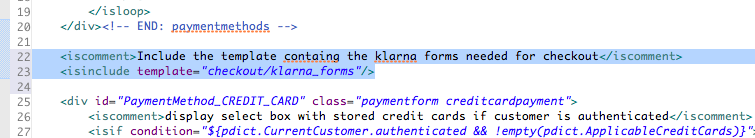 19 </isloop>
20 </div><!-- END: paymentmethods -->
21
22 <iscomment>Include the template containg the klarna forms needed for checkout</iscomment>
23 <isinclude template="checkout/klarna_forms"/>
24
25 <div id="PaymentMethod_CREDIT_CARD" class="paymentform creditcardpayment">
26 <iscomment>display select box with stored credit cards if customer is authenticated</iscomment>
27 <isif condition="${pdict.CurrentCustomer.authenticated && !empty(pdict.ApplicableCreditCards)}">